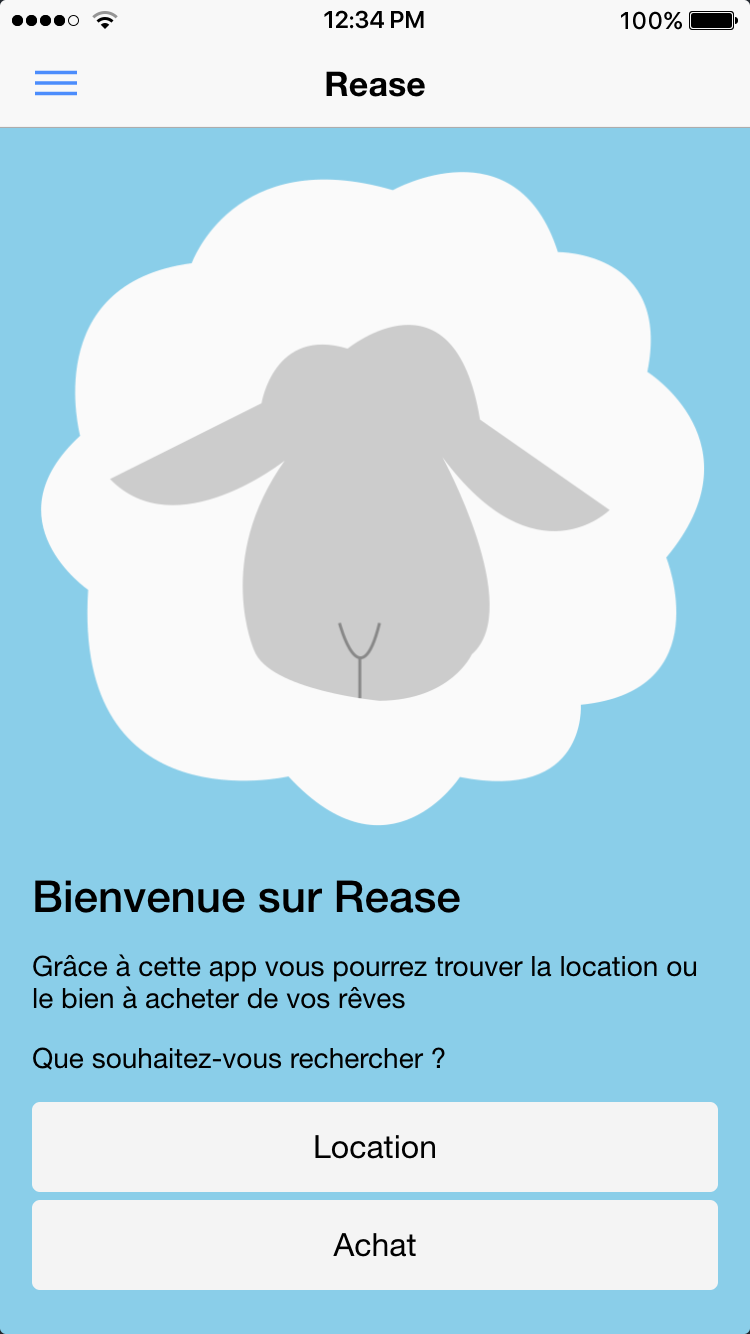 12:34 PM 100%
Rease
Bienvenue sur Rease
Grâce à cette app vous pourrez trouver la location ou
le bien à acheter de vos rêves
Que souhaitez-vous rechercher ?
Location
Achat